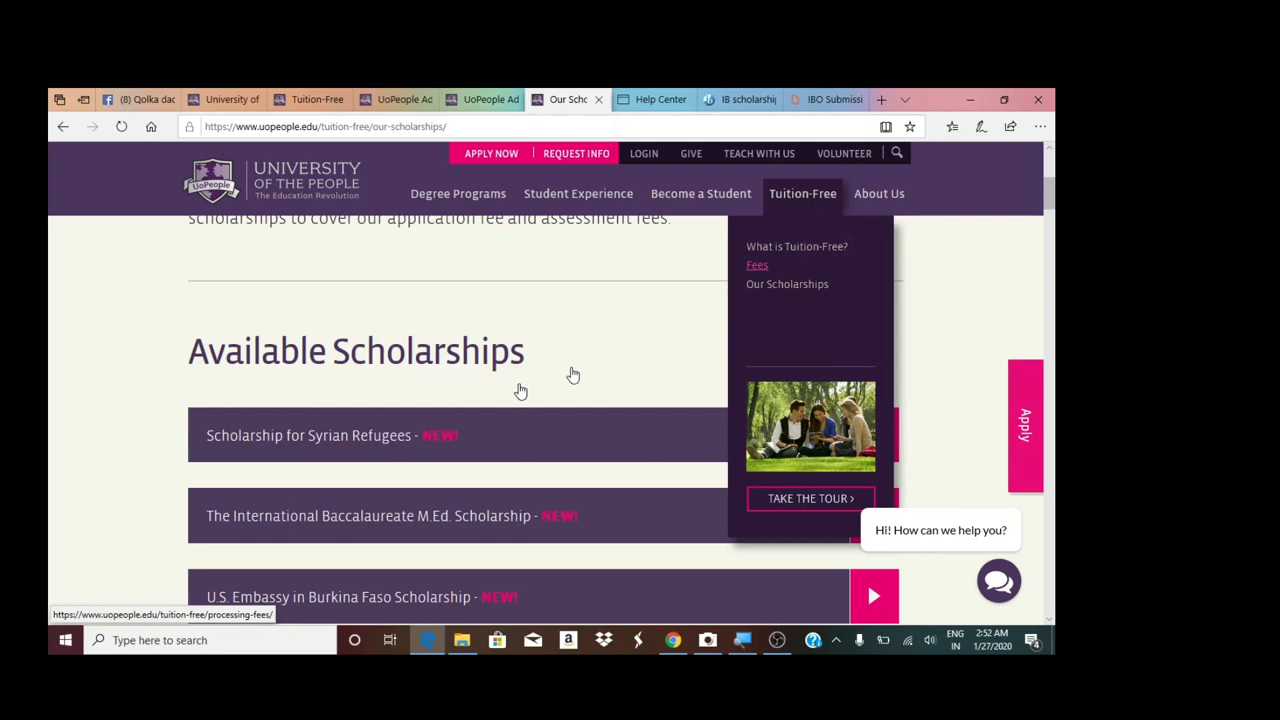 (8) Qolka dac
University of
Tuition-Free
UoPeople Ad
UoPeople Ad
Our Scho
Help Center
IB scholarship
IBO Submissi
https://www.uopeople.edu/tuition-free/our-scholarships/
APPLY NOW
REQUEST INFO
LOGIN
GIVE
TEACH WITH US
VOLUNTEER
UoPeople
UNIVERSITY
OF THE PEOPLE
The Education Revolution
Degree Programs
Student Experience
Become a Student
Tuition-Free
About Us
scholarships to cover our application fee and assessment fees.
What is Tuition-Free?
Fees
Our Scholarships
TAKE THE TOUR ›
Available Scholarships
Scholarship for Syrian Refugees - NEW!
The International Baccalaureate M.Ed. Scholarship - NEW!
U.S. Embassy in Burkina Faso Scholarship - NEW!
Apply
Hi! How can we help you?
https://www.uopeople.edu/tuition-free/processing-fees/
Type here to search
ENG
IN
2:52 AM
1/27/2020
4